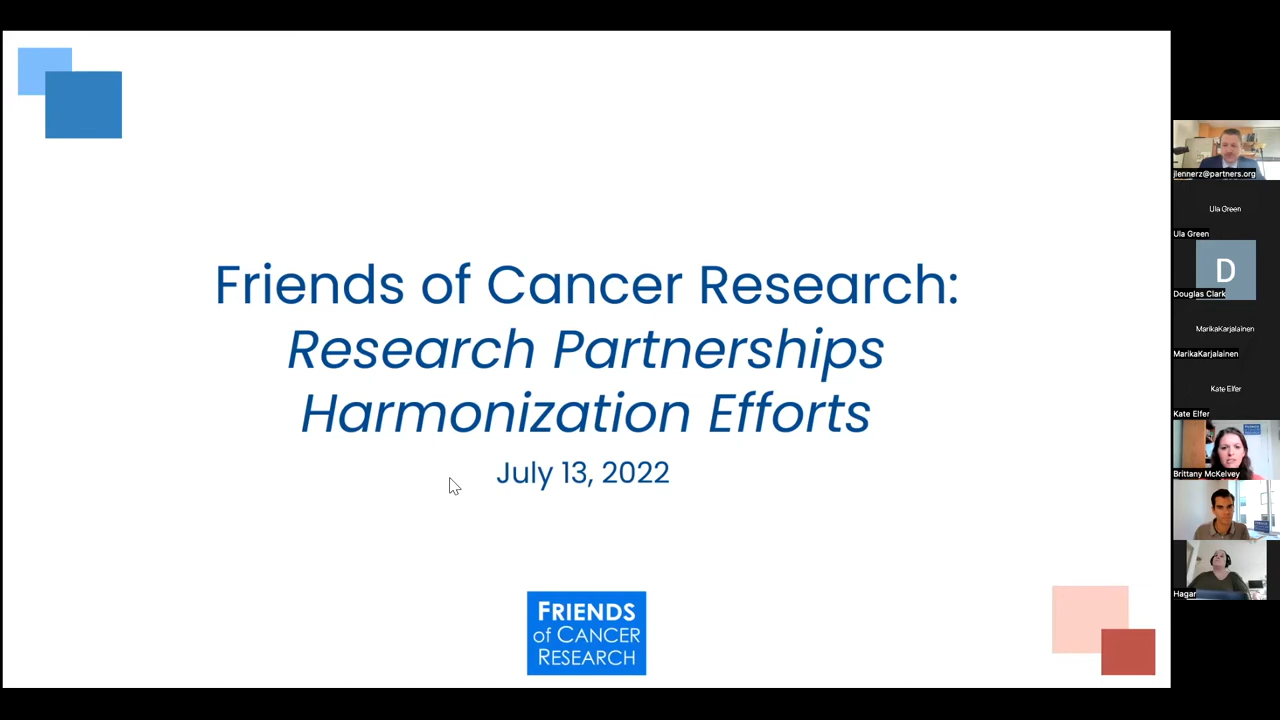 Friends of Cancer Research:
Research Partnerships
Harmonization Efforts
July 13, 2022
FRIENDS
of CANCER
RESEARCH
jlennerz@partners.org
Ula Green
Ula Green
D
Douglas Clark
MarikaKarjalainen
MarikaKarjalainen
Kate Elfer
Kate Elfer
Brittany McKelvey
Hagar